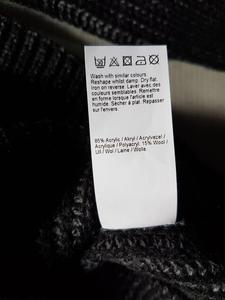 Wash with similar colours.
Reshape whilst damp. Dry flat.
Iron on reverse. Laver avec
couleurs semblables. Remettre
en forme lorsque l'article est
humide. Sécher à plat. Repasser
sur l'envers.
85% Acrylic / Akryl / Acrylvezel /
Acrylique / Polyacryl. 15% Wool /
Ull / Wol / Laine / Wolle